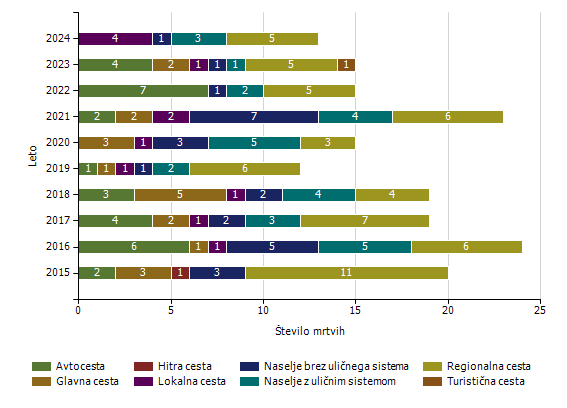 2024 4 1 3 5
2023 4 2 1 1 1 5 1
2022 7 1 2 5
2021 2 2 2 7 4 6
2020 3 1 3 5 3
2019 1 1 1 1 2 6
2018 3 5 1 2 4 4
2017 4 2 1 2 3 7
2016 6 1 1 5 5 6
2015 2 3 1 3 11
Leto
0 5 10 15 20 25
Število mrtvih
Avtocesta Hitra cesta Naselje brez uličnega sistema Regionalna cesta
Glavna cesta Lokalna cesta Naselje z uličnim sistemom Turistična cesta